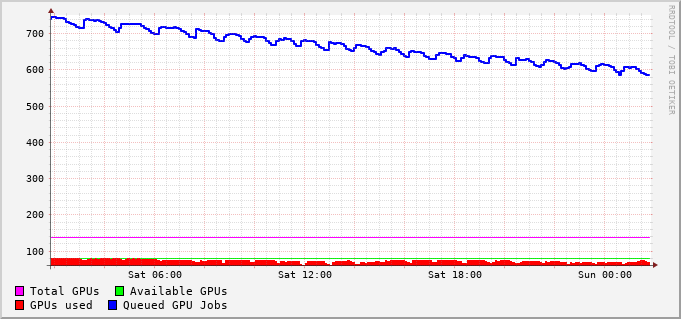 700
600
500
400
300
200
100
Sat 06:00 Sat 12:00 Sat 18:00 Sun 00:00
Total GPUs Available GPUs
GPUs used Queued GPU Jobs
RRDTOOL / TOBI OETIKER